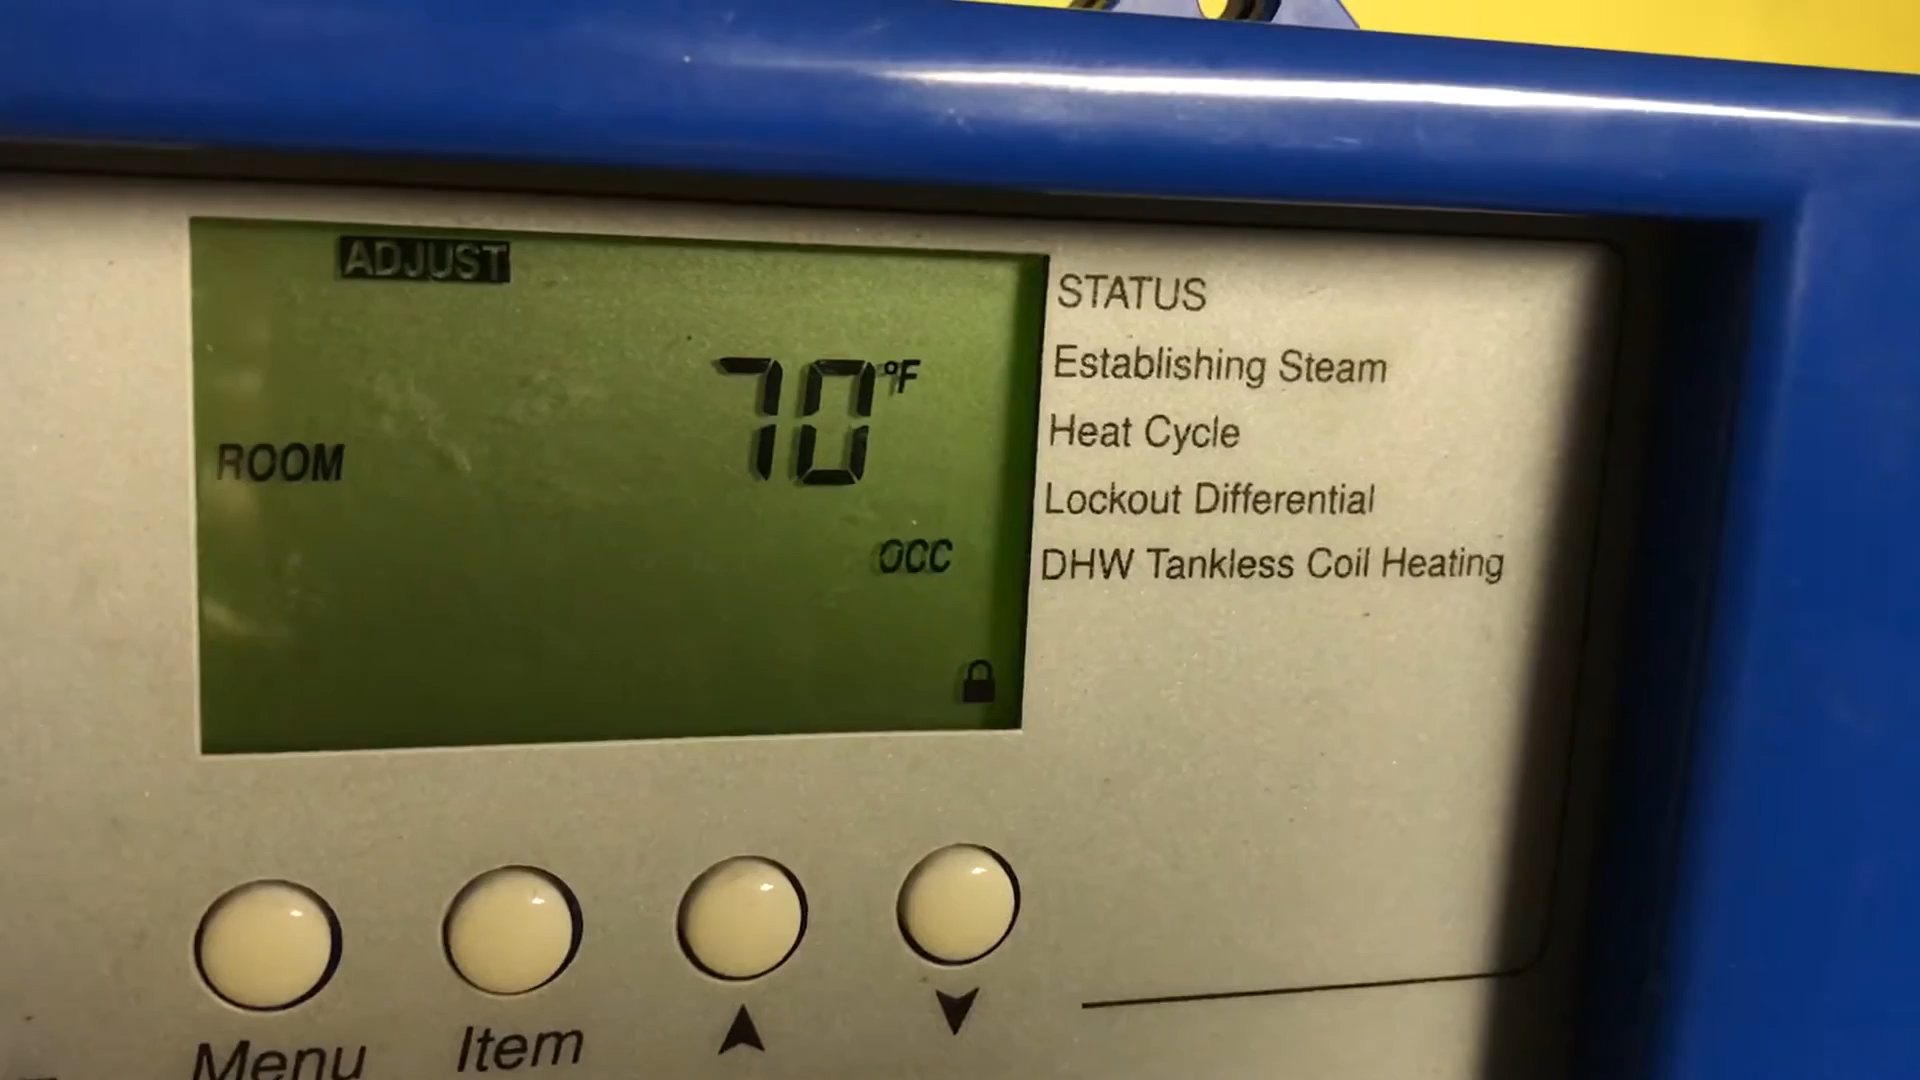 ADJUST
70°F
ROOM
OCC
STATUS
Establishing Steam
Heat Cycle
Lockout Differential
DHW Tankless Coil Heating
Menu
Item